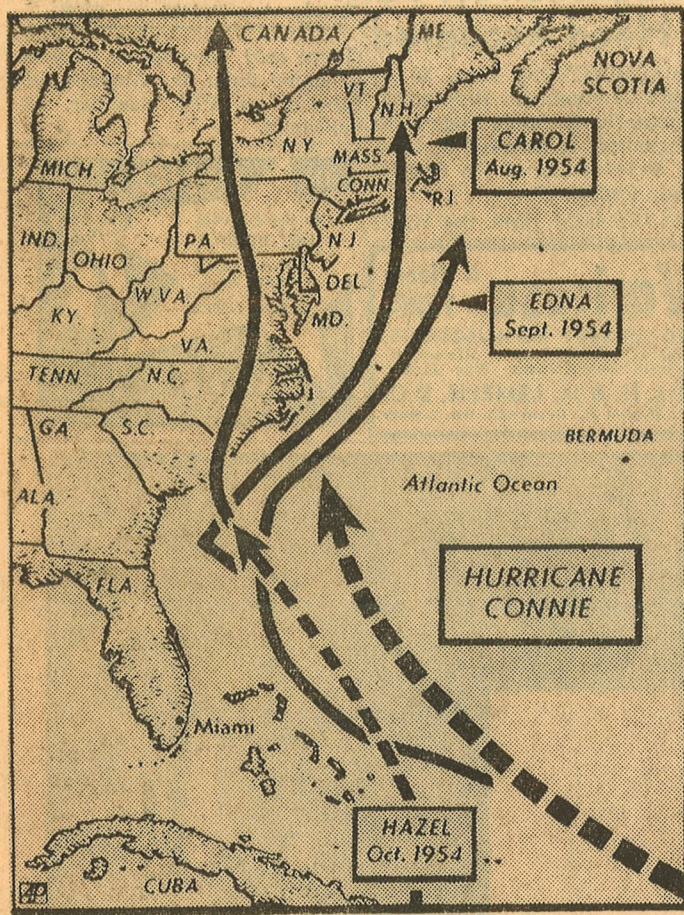 CANADA
ME.
NOVA
SCOTIA
VT.
N.H.
N.Y.
MICH.
MASS
CONN
R.I.
CAROL
Aug. 1954
IND.
OHIO
PA.
N.J.
DEL.
MD.
W.VA.
KY.
VA.
EDNA
Sept. 1954
TENN.
N.C.
GA.
S.C.
BERMUDA
Atlantic Ocean
ALA.
HURRICANE
CONNIE
FLA.
Miami
HAZEL
Oct. 1954
CUBA
AP